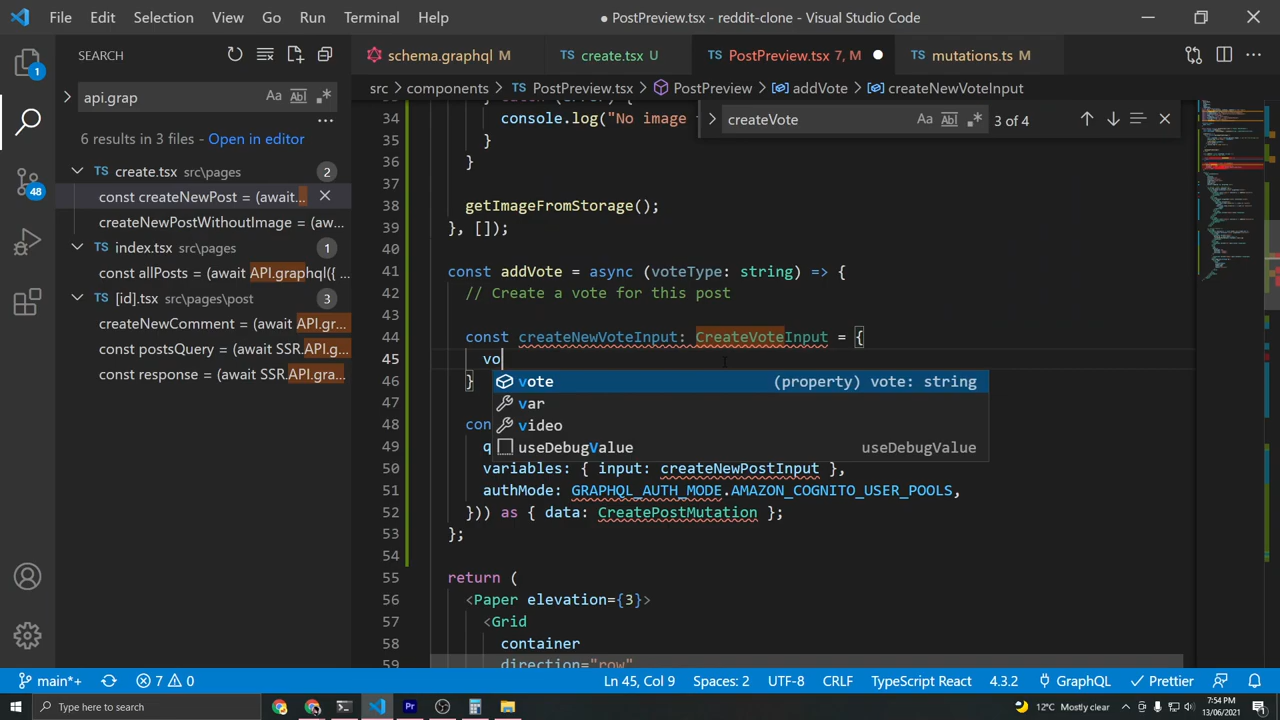 File Edit Selection View Go Run Terminal Help
● PostPreview.tsx - reddit-clone - Visual Studio Code
SEARCH
schema.graphql M
TS create.tsx U
TS PostPreview.tsx 7, M
TS mutations.ts M
src > components > TS PostPreview.tsx > PostPreview > addVote > createNewVoteInput
1
api.grap
Aa Abl .*
createVote
Aa Abl .*
3 of 4
6 results in 3 files - Open in editor
TS create.tsx src\pages 2
const createNewPost = (await...
createNewPostWithoutImage = (aw...
TS index.tsx src\pages 1
const allPosts = (await API.graphql({ ...
TS [id].tsx src\pages\post 3
createNewComment = (await API.gr...
const postsQuery = (await SSR.API.g...
const response = (await SSR.API.gra...
48
} catch (error) {
34 console.log("No image
35 }
36 }
37
38 getImageFromStorage();
39 }, []);
40
41 const addVote = async (voteType: string) => {
42 // Create a vote for this post
43
44 const createNewVoteInput: CreateVoteInput = {
45 vo
vote (property) vote: string
var
video
useDebugValue useDebugValue
46 }
47
48 con
49 q
50 variables: { input: createNewPostInput },
51 authMode: GRAPHQL_AUTH_MODE.AMAZON_COGNITO_USER_POOLS,
52 })) as { data: CreatePostMutation };
53 };
54
55 return (
56 <Paper elevation={3}>
57 <Grid
58 container
59 direction="row"
main*+ 7 0
Ln 45, Col 9 Spaces: 2 UTF-8 CRLF TypeScript React 4.3.2 GraphQL Prettier
Type here to search
Pr
12°C Mostly clear
7:54 PM
13/06/2021
1